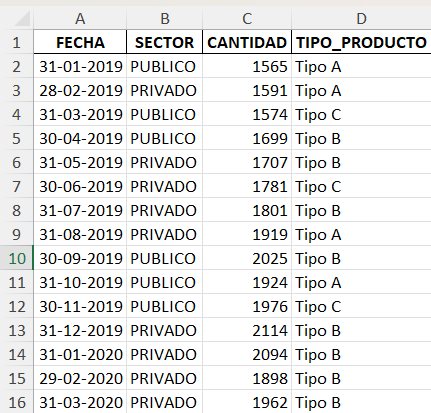 A B C D
1 FECHA SECTOR CANTIDAD TIPO_PRODUCTO
2 31-01-2019 PUBLICO 1565 Tipo A
3 28-02-2019 PRIVADO 1591 Tipo A
4 31-03-2019 PUBLICO 1574 Tipo C
5 30-04-2019 PUBLICO 1699 Tipo B
6 31-05-2019 PRIVADO 1707 Tipo B
7 30-06-2019 PRIVADO 1781 Tipo C
8 31-07-2019 PRIVADO 1801 Tipo B
9 31-08-2019 PRIVADO 1919 Tipo A
10 30-09-2019 PUBLICO 2025 Tipo B
11 31-10-2019 PUBLICO 1924 Tipo A
12 30-11-2019 PUBLICO 1976 Tipo C
13 31-12-2019 PRIVADO 2114 Tipo B
14 31-01-2020 PRIVADO 2094 Tipo B
15 29-02-2020 PRIVADO 1898 Tipo B
16 31-03-2020 PRIVADO 1962 Tipo B